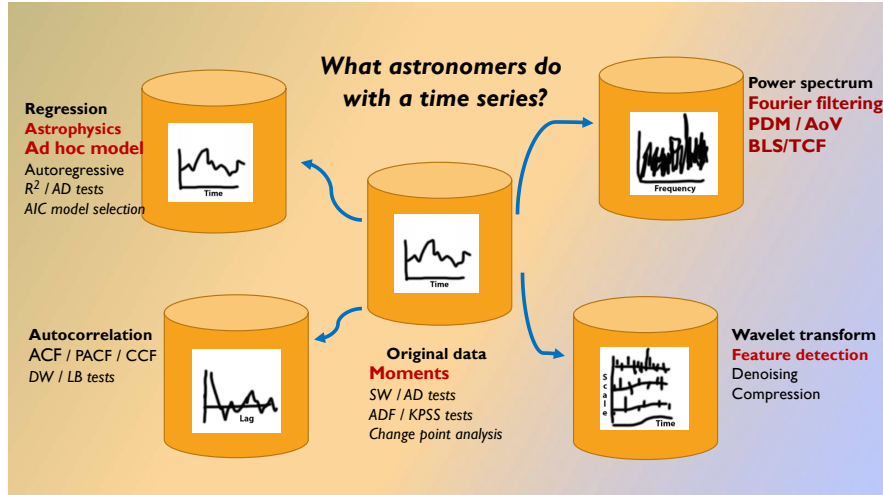 What astronomers do
with a time series?
Regression
Astrophysics
Ad hoc model
Autoregressive
R² / AD tests
AIC model selection
Time
Power spectrum
Fourier filtering
PDM / AoV
BLS/TCF
Frequency
Time
Autocorrelation
ACF / PACF / CCF
DW / LB tests
Lag
Original data
Moments
SW / AD tests
ADF / KPSS tests
Change point analysis
Wavelet transform
Feature detection
Denoising
Compression
Scale
Time